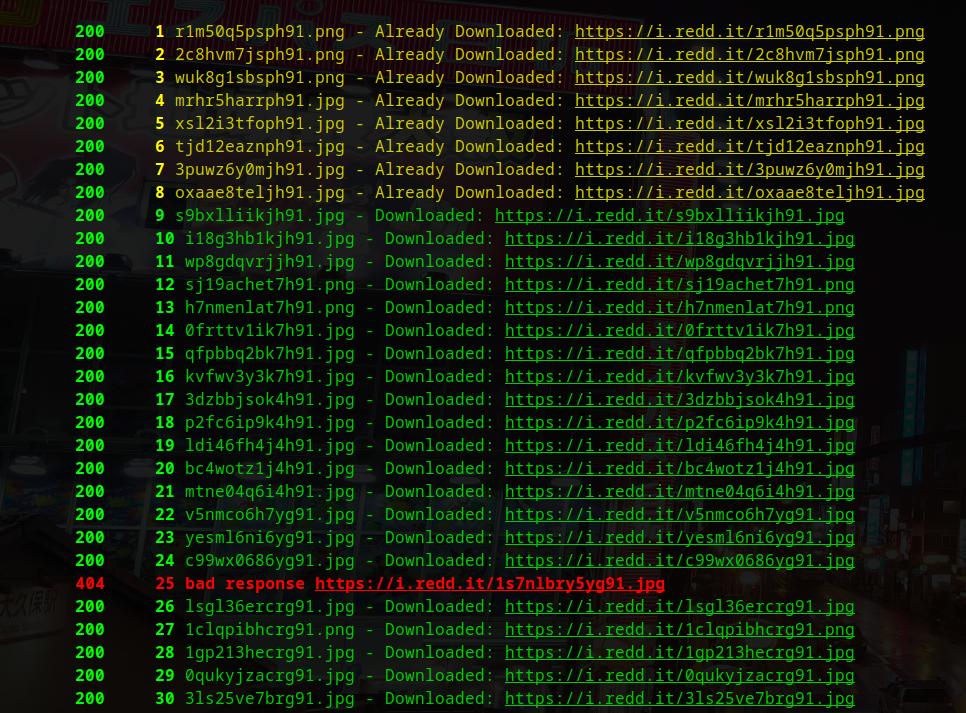 200 1 r1m50q5psph91.png - Already Downloaded: https://i.redd.it/r1m50q5psph91.png
200 2 2c8hvm7jsph91.png - Already Downloaded: https://i.redd.it/2c8hvm7jsph91.png
200 3 wuk8g1sbsph91.png - Already Downloaded: https://i.redd.it/wuk8g1sbsph91.png
200 4 mrhr5harrph91.jpg - Already Downloaded: https://i.redd.it/mrhr5harrph91.jpg
200 5 xsl2i3tfoph91.jpg - Already Downloaded: https://i.redd.it/xsl2i3tfoph91.jpg
200 6 tjd12eaznph91.jpg - Already Downloaded: https://i.redd.it/tjd12eaznph91.jpg
200 7 3puwz6y0mjh91.jpg - Already Downloaded: https://i.redd.it/3puwz6y0mjh91.jpg
200 8 oxaae8teljh91.jpg - Already Downloaded: https://i.redd.it/oxaae8teljh91.jpg
200 9 s9bxlliikjh91.jpg - Downloaded: https://i.redd.it/s9bxlliikjh91.jpg
200 10 i18g3hb1kjh91.jpg - Downloaded: https://i.redd.it/i18g3hb1kjh91.jpg
200 11 wp8gdqvrjjh91.jpg - Downloaded: https://i.redd.it/wp8gdqvrjjh91.jpg
200 12 sj19achet7h91.png - Downloaded: https://i.redd.it/sj19achet7h91.png
200 13 h7nmenlat7h91.png - Downloaded: https://i.redd.it/h7nmenlat7h91.png
200 14 0frttv1ik7h91.jpg - Downloaded: https://i.redd.it/0frttv1ik7h91.jpg
200 15 qfpbbq2bk7h91.jpg - Downloaded: https://i.redd.it/qfpbbq2bk7h91.jpg
200 16 kvfwv3y3k7h91.jpg - Downloaded: https://i.redd.it/kvfwv3y3k7h91.jpg
200 17 3dzbbjsok4h91.jpg - Downloaded: https://i.redd.it/3dzbbjsok4h91.jpg
200 18 p2fc6ip9k4h91.jpg - Downloaded: https://i.redd.it/p2fc6ip9k4h91.jpg
200 19 ldi46fh4j4h91.jpg - Downloaded: https://i.redd.it/ldi46fh4j4h91.jpg
200 20 bc4wotz1j4h91.jpg - Downloaded: https://i.redd.it/bc4wotz1j4h91.jpg
200 21 mtne04q6i4h91.jpg - Downloaded: https://i.redd.it/mtne04q6i4h91.jpg
200 22 v5nmco6h7yg91.jpg - Downloaded: https://i.redd.it/v5nmco6h7yg91.jpg
200 23 yesml6ni6yg91.jpg - Downloaded: https://i.redd.it/yesml6ni6yg91.jpg
200 24 c99wx0686yg91.jpg - Downloaded: https://i.redd.it/c99wx0686yg91.jpg
404 25 bad response https://i.redd.it/1s7nlbry5yg91.jpg
200 26 lsgl36ercrg91.jpg - Downloaded: https://i.redd.it/lsgl36ercrg91.jpg
200 27 1clqpibhcrg91.png - Downloaded: https://i.redd.it/1clqpibhcrg91.png
200 28 1gp213hecrg91.jpg - Downloaded: https://i.redd.it/1gp213hecrg91.jpg
200 29 0qukyjzacrg91.jpg - Downloaded: https://i.redd.it/0qukyjzacrg91.jpg
200 30 3ls25ve7brg91.jpg - Downloaded: https://i.redd.it/3ls25ve7brg91.jpg